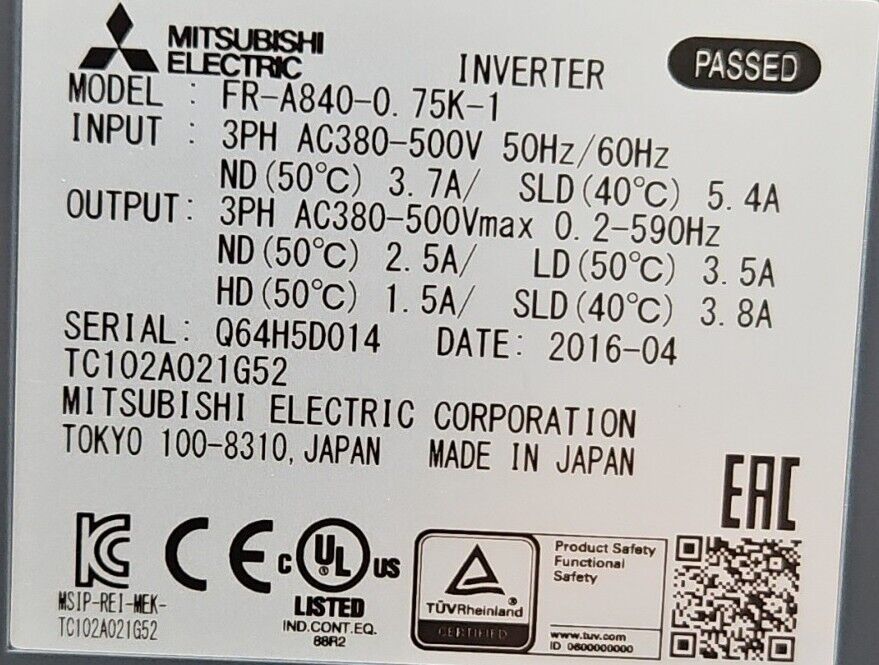 MITSUBISHI
ELECTRIC
INVERTER
PASSED
MODEL : FR-A840-0.75K-1
INPUT : 3PH AC380-500V 50Hz/60Hz
ND(50℃) 3.7A/ SLD(40℃) 5.4A
OUTPUT: 3PH AC380-500Vmax 0.2-590Hz
ND(50℃) 2.5A/ LD(50℃) 3.5A
HD(50℃) 1.5A/ SLD(40℃) 3.8A
SERIAL: Q64H5D014 DATE: 2016-04
TC102A021G52
MITSUBISHI ELECTRIC CORPORATION
TOKYO 100-8310, JAPAN MADE IN JAPAN
EAC
KC
MSIP-REI-MEK-
TC102A021G52
CE
c UL ® US
LISTED
IND.CONT.EQ.
88R2
TÜVRheinland ®
CERTIFIED
Product Safety
Functional
Safety
www.tuv.com
ID 0600000000